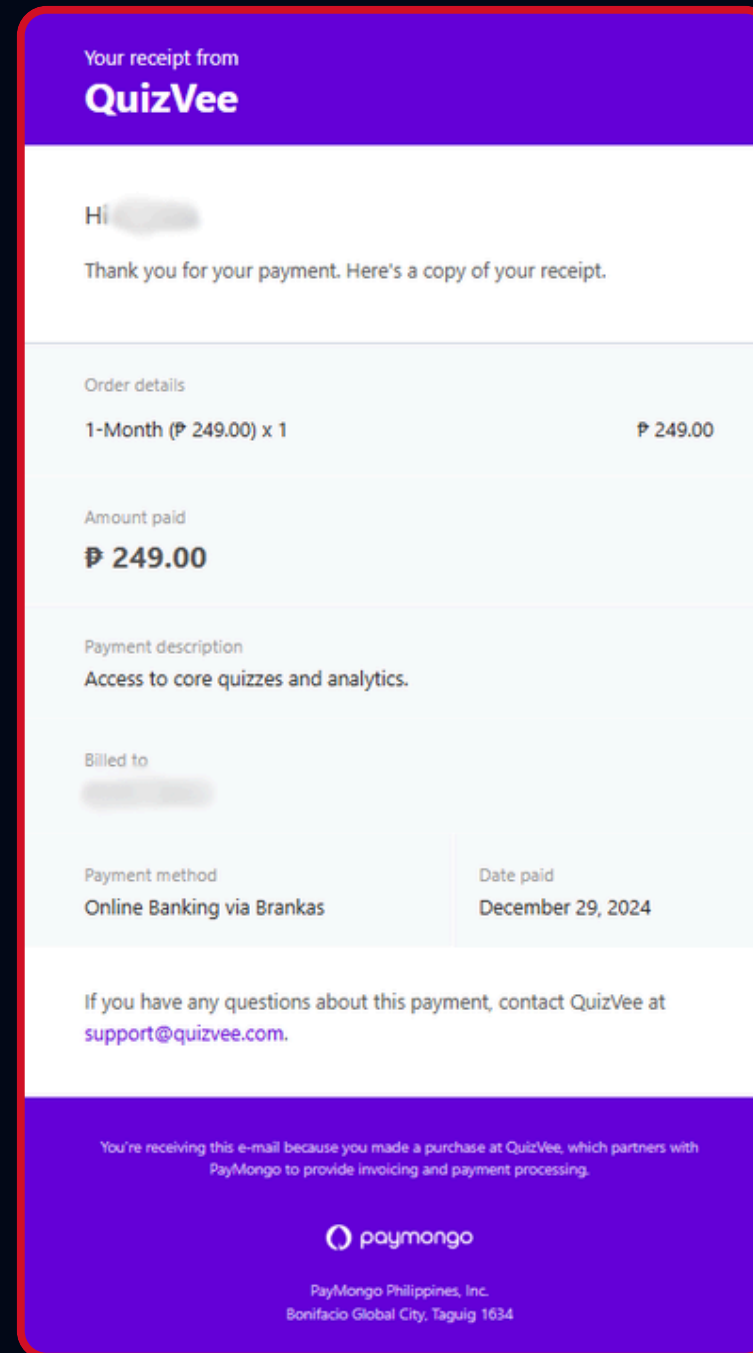 Your receipt from
QuizVee
Hi
Thank you for your payment. Here's a copy of your receipt.
Order details
1-Month (₱ 249.00) x 1 ₱ 249.00
Amount paid
₱ 249.00
Payment description
Access to core quizzes and analytics.
Billed to
Payment method
Online Banking via Brankas
Date paid
December 29, 2024
If you have any questions about this payment, contact QuizVee at
support@quizvee.com.
You're receiving this e-mail because you made a purchase at QuizVee, which partners with
PayMongo to provide invoicing and payment processing.
paymongo
PayMongo Philippines, Inc.
Bonifacio Global City, Taguig 1634